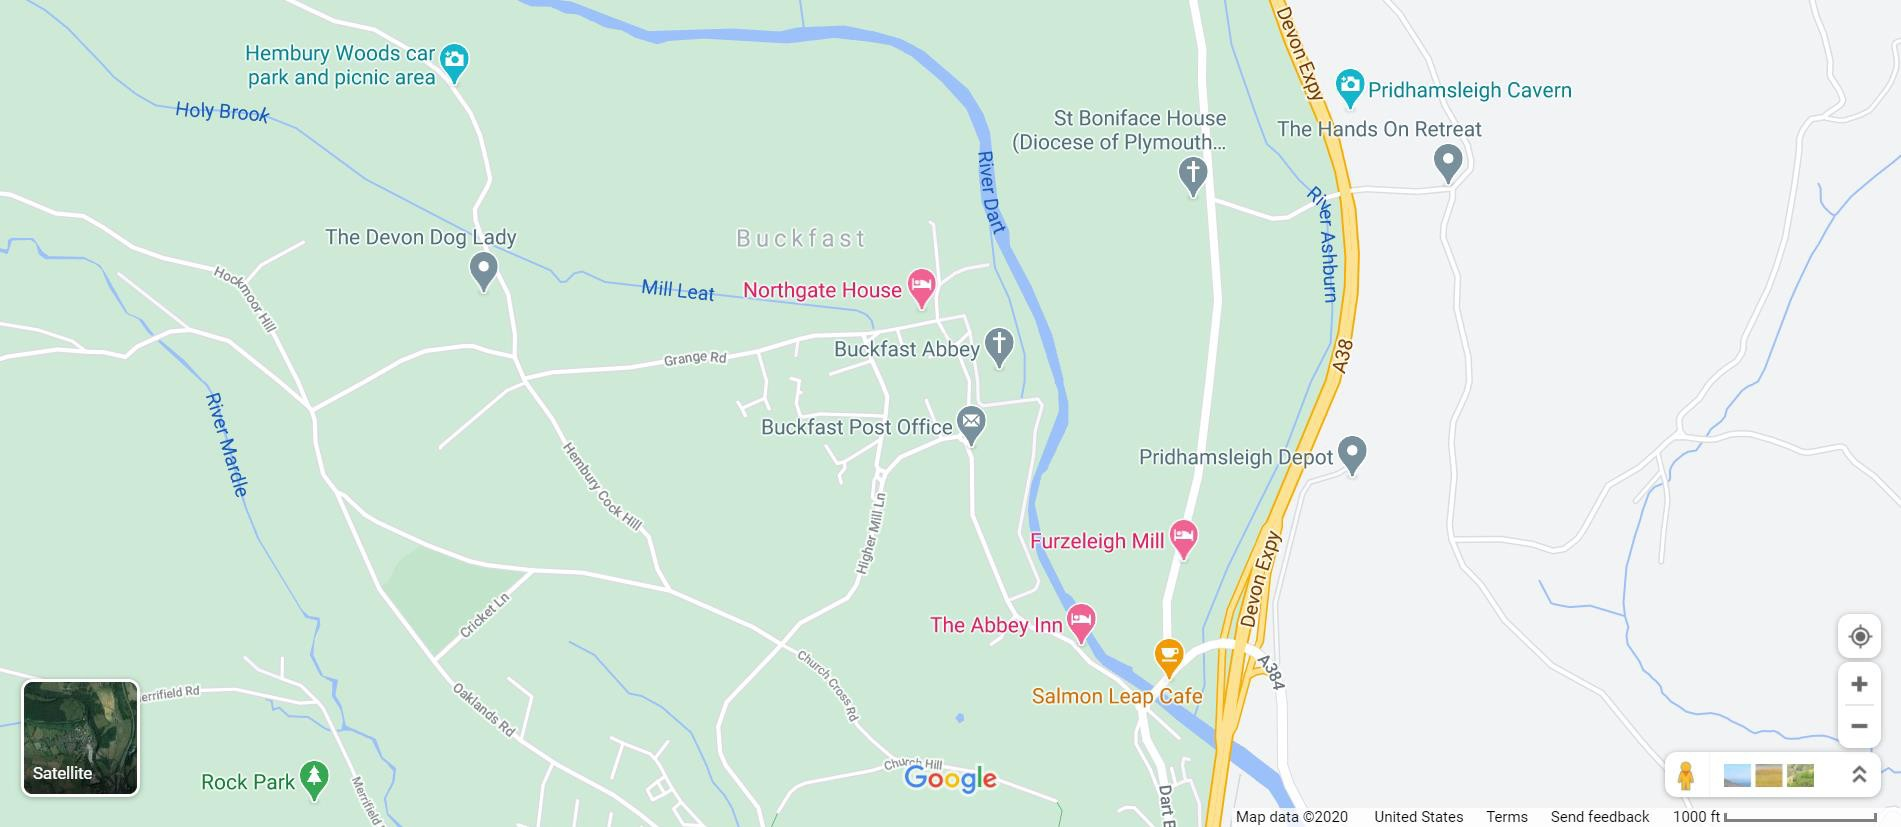 Hembury Woods car
park and picnic area
Holy Brook
Devon Expy
Pridhamsleigh Cavern
The Hands On Retreat
St Boniface House
(Diocese of Plymouth...
River Dart
River Ashburn
The Devon Dog Lady
Buckfast
Hockmoor Hill
Mill Leat
Northgate House
Grange Rd
Buckfast Abbey
A38
River Mardle
Buckfast Post Office
Hembury Cock Hill
Pridhamsleigh Depot
Higher Mill Ln
Furzeleigh Mill
Devon Expy
Cricket Ln
The Abbey Inn
A384
Church Cross Rd
Salmon Leap Cafe
errifield Rd
Oaklands Rd
Satellite
Rock Park
Merrifield
Church Hill
Google
Dart B
Map data ©2020
United States
Terms
Send feedback
1000 ft